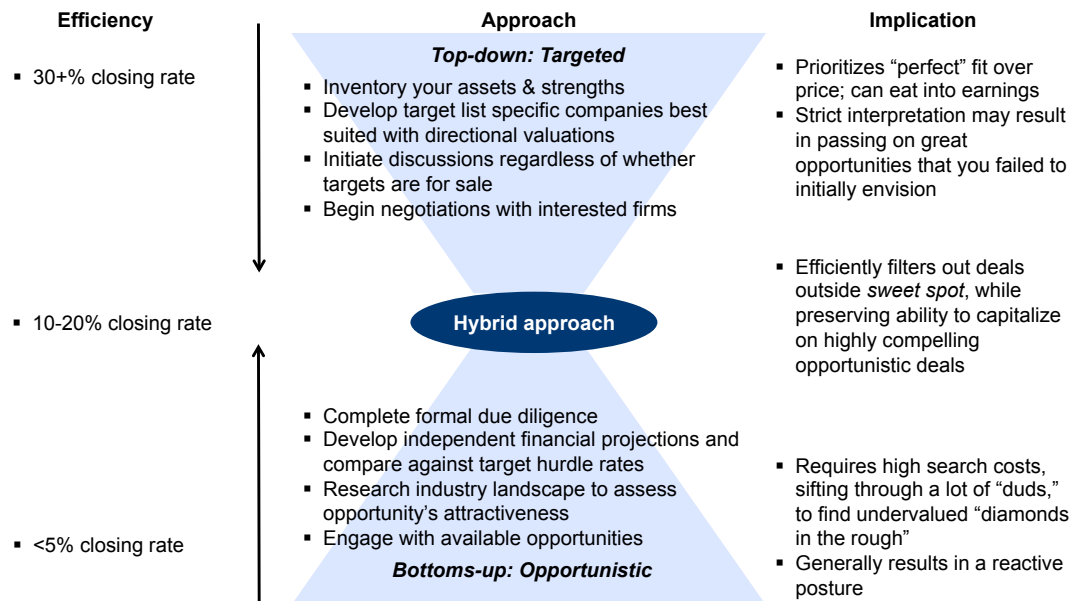 Efficiency
Approach
Implication
Top-down: Targeted
▪ 30+% closing rate
▪ Inventory your assets & strengths
▪ Develop target list specific companies best
suited with directional valuations
▪ Initiate discussions regardless of whether
targets are for sale
▪ Begin negotiations with interested firms
▪ Prioritizes “perfect” fit over
price; can eat into earnings
▪ Strict interpretation may result
in passing on great
opportunities that you failed to
initially envision
▪ 10-20% closing rate
Hybrid approach
▪ Efficiently filters out deals
outside sweet spot, while
preserving ability to capitalize
on highly compelling
opportunistic deals
▪ <5% closing rate
▪ Complete formal due diligence
▪ Develop independent financial projections and
compare against target hurdle rates
▪ Research industry landscape to assess
opportunity’s attractiveness
▪ Engage with available opportunities
Bottoms-up: Opportunistic
▪ Requires high search costs,
sifting through a lot of “duds,”
to find undervalued “diamonds
in the rough”
▪ Generally results in a reactive
posture